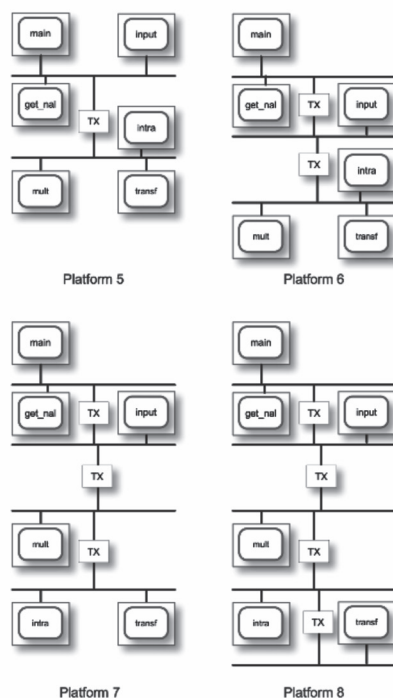 main
input
get_nal
TX
intra
mult
transf
Platform 5
main
get_nal
TX
input
TX
intra
mult
transf
Platform 6
main
get_nal
TX
input
TX
mult
TX
intra
transf
Platform 7
main
get_nal
TX
input
TX
mult
TX
intra
TX
transf
Platform 8